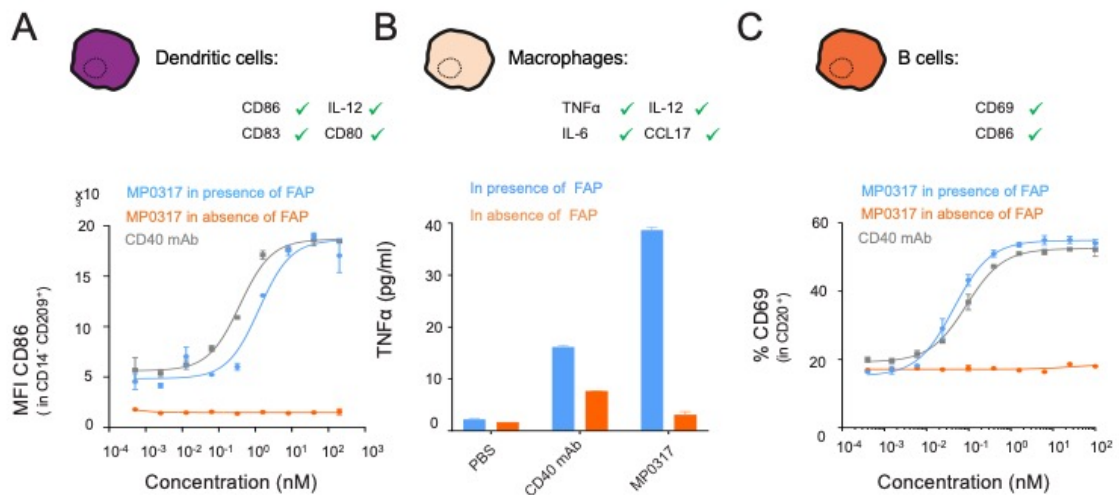 A
Dendritic cells:
CD86 ✓ IL-12 ✓
CD83 ✓ CD80 ✓
x10
3
MP0317 in presence of FAP
MP0317 in absence of FAP
CD40 mAb
20
15
10
5
0
MFI CD86
( in CD14⁻ CD209⁺)
10⁻⁴ 10⁻³ 10⁻² 10⁻¹ 10⁰ 10¹ 10² 10³
Concentration (nM)
B
Macrophages:
TNFα ✓ IL-12 ✓
IL-6 ✓ CCL17 ✓
In presence of FAP
In absence of FAP
40
30
20
10
0
TNFα (pg/ml)
PBS
CD40 mAb
MP0317
C
B cells:
CD69 ✓
CD86 ✓
MP0317 in presence of FAP
MP0317 in absence of FAP
CD40 mAb
60
40
20
0
% CD69
(in CD20⁺)
10⁻⁴ 10⁻³ 10⁻² 10⁻¹ 10⁰ 10¹ 10²
Concentration (nM)